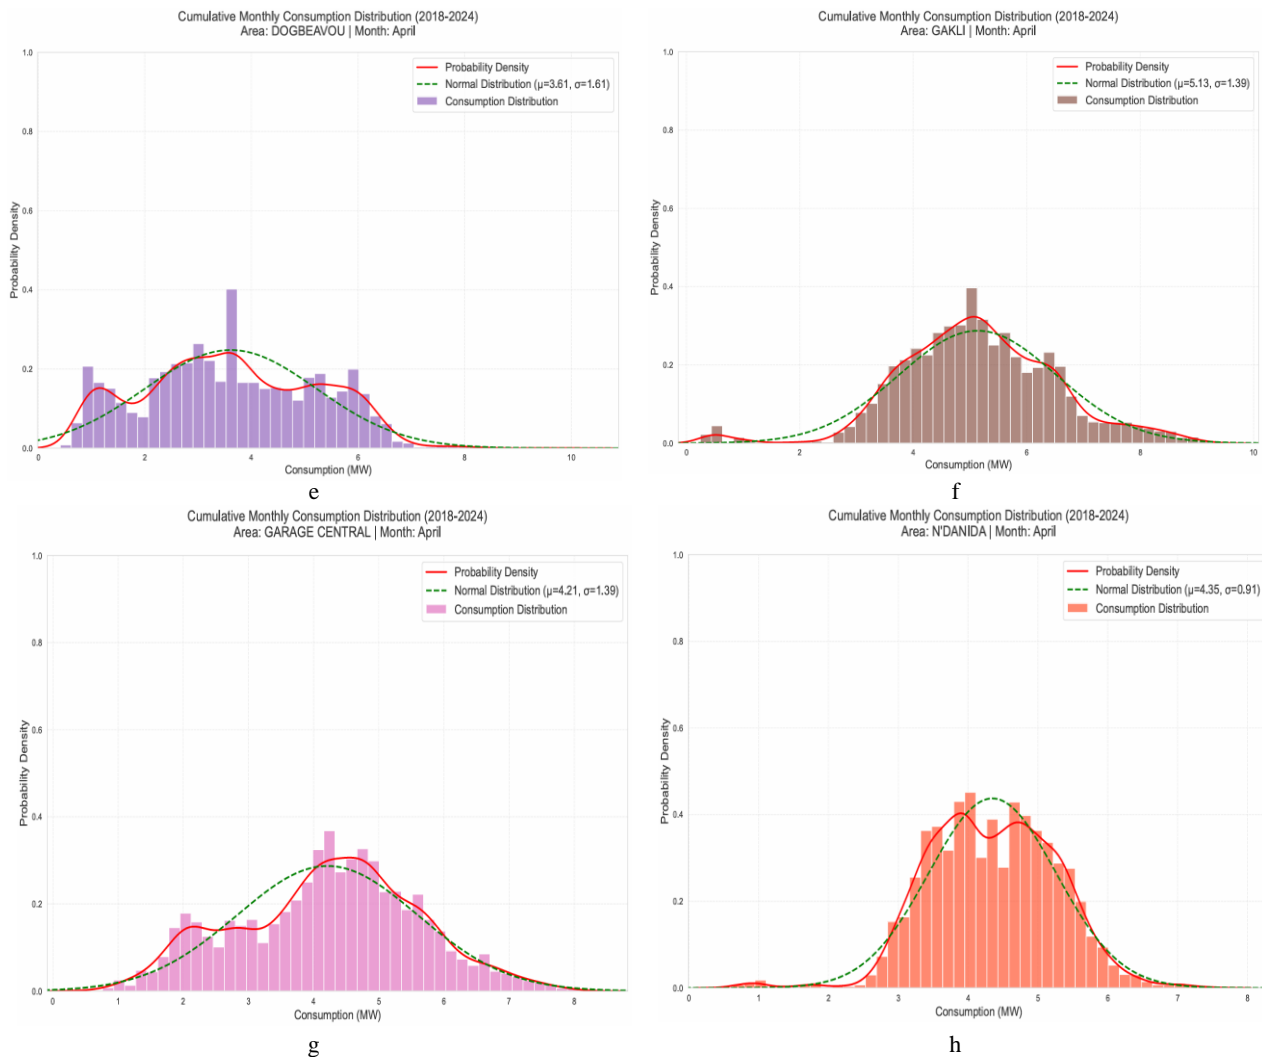 Cumulative Monthly Consumption Distribution (2018-2024)
Area: DOGBEAVOU | Month: April
1.0
0.8
0.6
0.4
0.2
0.0
Probability Density
Probability Density
Normal Distribution (μ=3.61, σ=1.61)
Consumption Distribution
0 2 4 6 8 10
Consumption (MW)
e
Cumulative Monthly Consumption Distribution (2018-2024)
Area: GAKLI | Month: April
1.0
0.8
0.6
0.4
0.2
0.0
Probability Density
Probability Density
Normal Distribution (μ=5.13, σ=1.39)
Consumption Distribution
0 2 4 6 8 10
Consumption (MW)
f
Cumulative Monthly Consumption Distribution (2018-2024)
Area: GARAGE CENTRAL | Month: April
1.0
0.8
0.6
0.4
0.2
0.0
Probability Density
Probability Density
Normal Distribution (μ=4.21, σ=1.39)
Consumption Distribution
0 1 2 3 4 5 6 7 8
Consumption (MW)
g
Cumulative Monthly Consumption Distribution (2018-2024)
Area: N'DANIDA | Month: April
1.0
0.8
0.6
0.4
0.2
0.0
Probability Density
Probability Density
Normal Distribution (μ=4.35, σ=0.91)
Consumption Distribution
0 1 2 3 4 5 6 7 8
Consumption (MW)
h